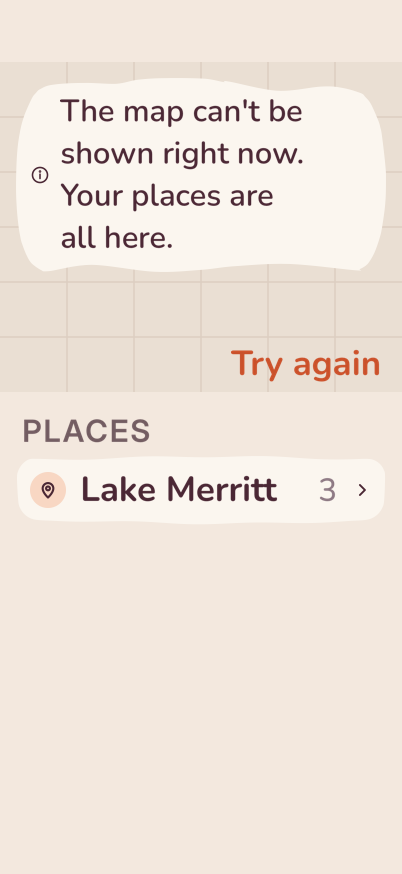 The map can't be
shown right now.
Your places are
all here.
Try again
PLACES
Lake Merritt 3